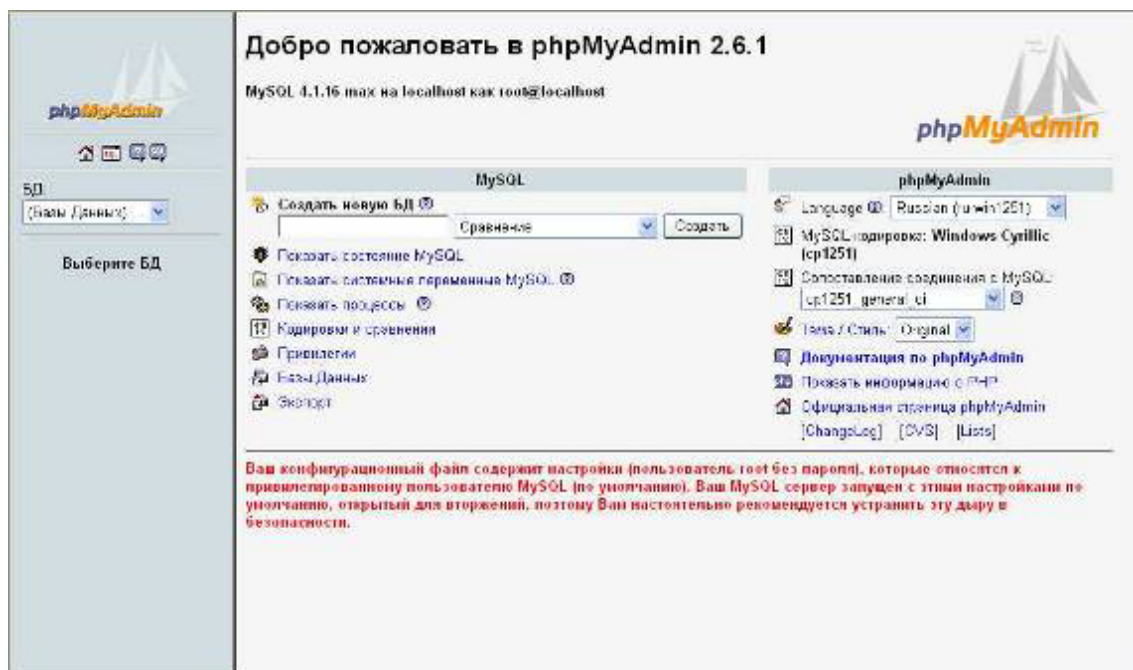 phpMyAdmin
БД:
(Базы Данных)
Выберите БД
Добро пожаловать в phpMyAdmin 2.6.1
MySQL 4.1.16 max на localhost как root@localhost
phpMyAdmin
MySQL
Создать новую БД
Сравнение
Создать
Показать состояние MySQL
Показать системные переменные MySQL
Показать процессы
Кодировки и сравнения
Привилегии
Базы Данных
Экспорт
phpMyAdmin
Language : Russian (ru-win1251)
MySQL-кодировка: Windows Cyrillic
(cp1251)
Сопоставление соединения с MySQL:
cp1251_general_ci
Тема / Стиль: Original
Документация по phpMyAdmin
Показать информацию о PHP
Официальная страница phpMyAdmin
[ChangeLog] [CVS] [Lists]
Ваш конфигурационный файл содержит настройки (пользователь root без пароля), которые относятся к
привилегированному пользователю MySQL (по умолчанию). Ваш MySQL сервер запущен с этими настройками по
умолчанию, открытый для вторжений, поэтому Вам настоятельно рекомендуется устранить эту дыру в
безопасности.